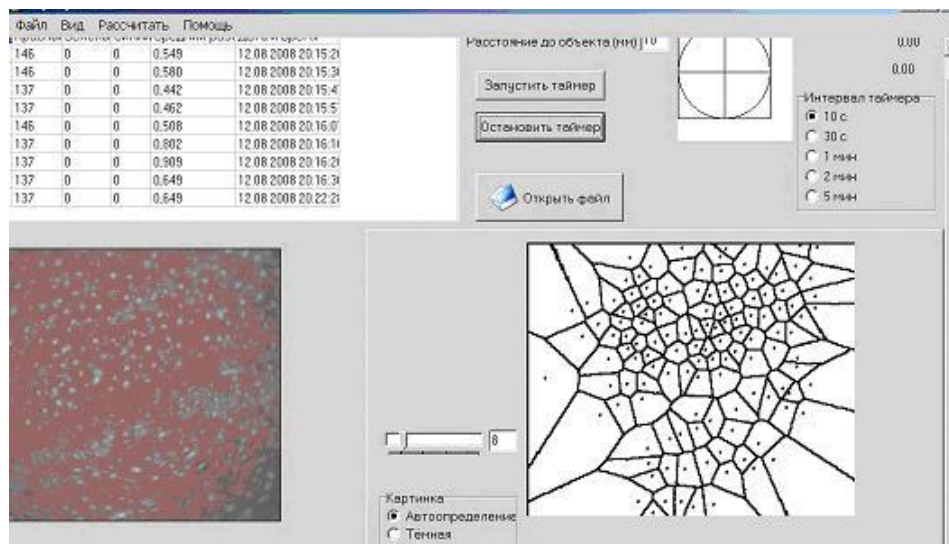 Файл Вид Рассчитать Помощь
146 0 0 0.549 12.08.2008 20:15:2
146 0 0 0.580 12.08.2008 20:15:3
137 0 0 0.442 12.08.2008 20:15:4
137 0 0 0.462 12.08.2008 20:15:5
146 0 0 0.508 12.08.2008 20:16:0
137 0 0 0.802 12.08.2008 20:16:1
137 0 0 0.909 12.08.2008 20:16:2
137 0 0 0.649 12.08.2008 20:16:3
137 0 0 0.649 12.08.2008 20:22:2
Расстояние до объекта (мм) 10
Запустить таймер
Остановить таймер
Открыть файл
0.00
0.00
Интервал таймера
10 с
30 с
1 мин
2 мин
5 мин
8
Картинка
Автоопределение
Темная